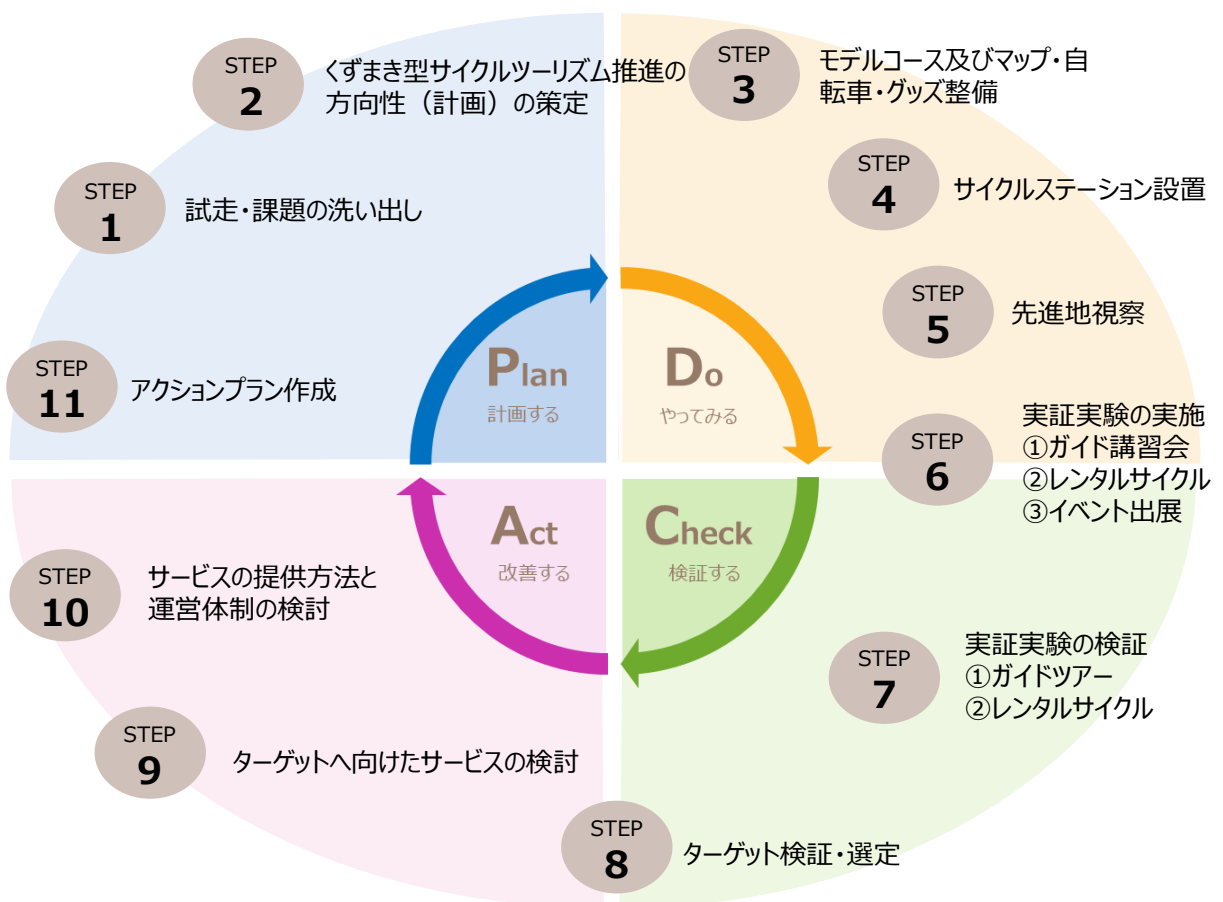 STEP
1
試走・課題の洗い出し
STEP
2
くずまき型サイクルツーリズム推進の
方向性（計画）の策定
STEP
3
モデルコース及びマップ・自
転車・グッズ整備
STEP
4
サイクルステーション設置
STEP
5
先進地視察
STEP
6
実証実験の実施
①ガイド講習会
②レンタルサイクル
③イベント出展
STEP
7
実証実験の検証
①ガイドツアー
②レンタルサイクル
STEP
8
ターゲット検証・選定
STEP
9
ターゲットへ向けたサービスの検討
STEP
10
サービスの提供方法と
運営体制の検討
STEP
11
アクションプラン作成
Plan
計画する
Do
やってみる
Check
検証する
Act
改善する